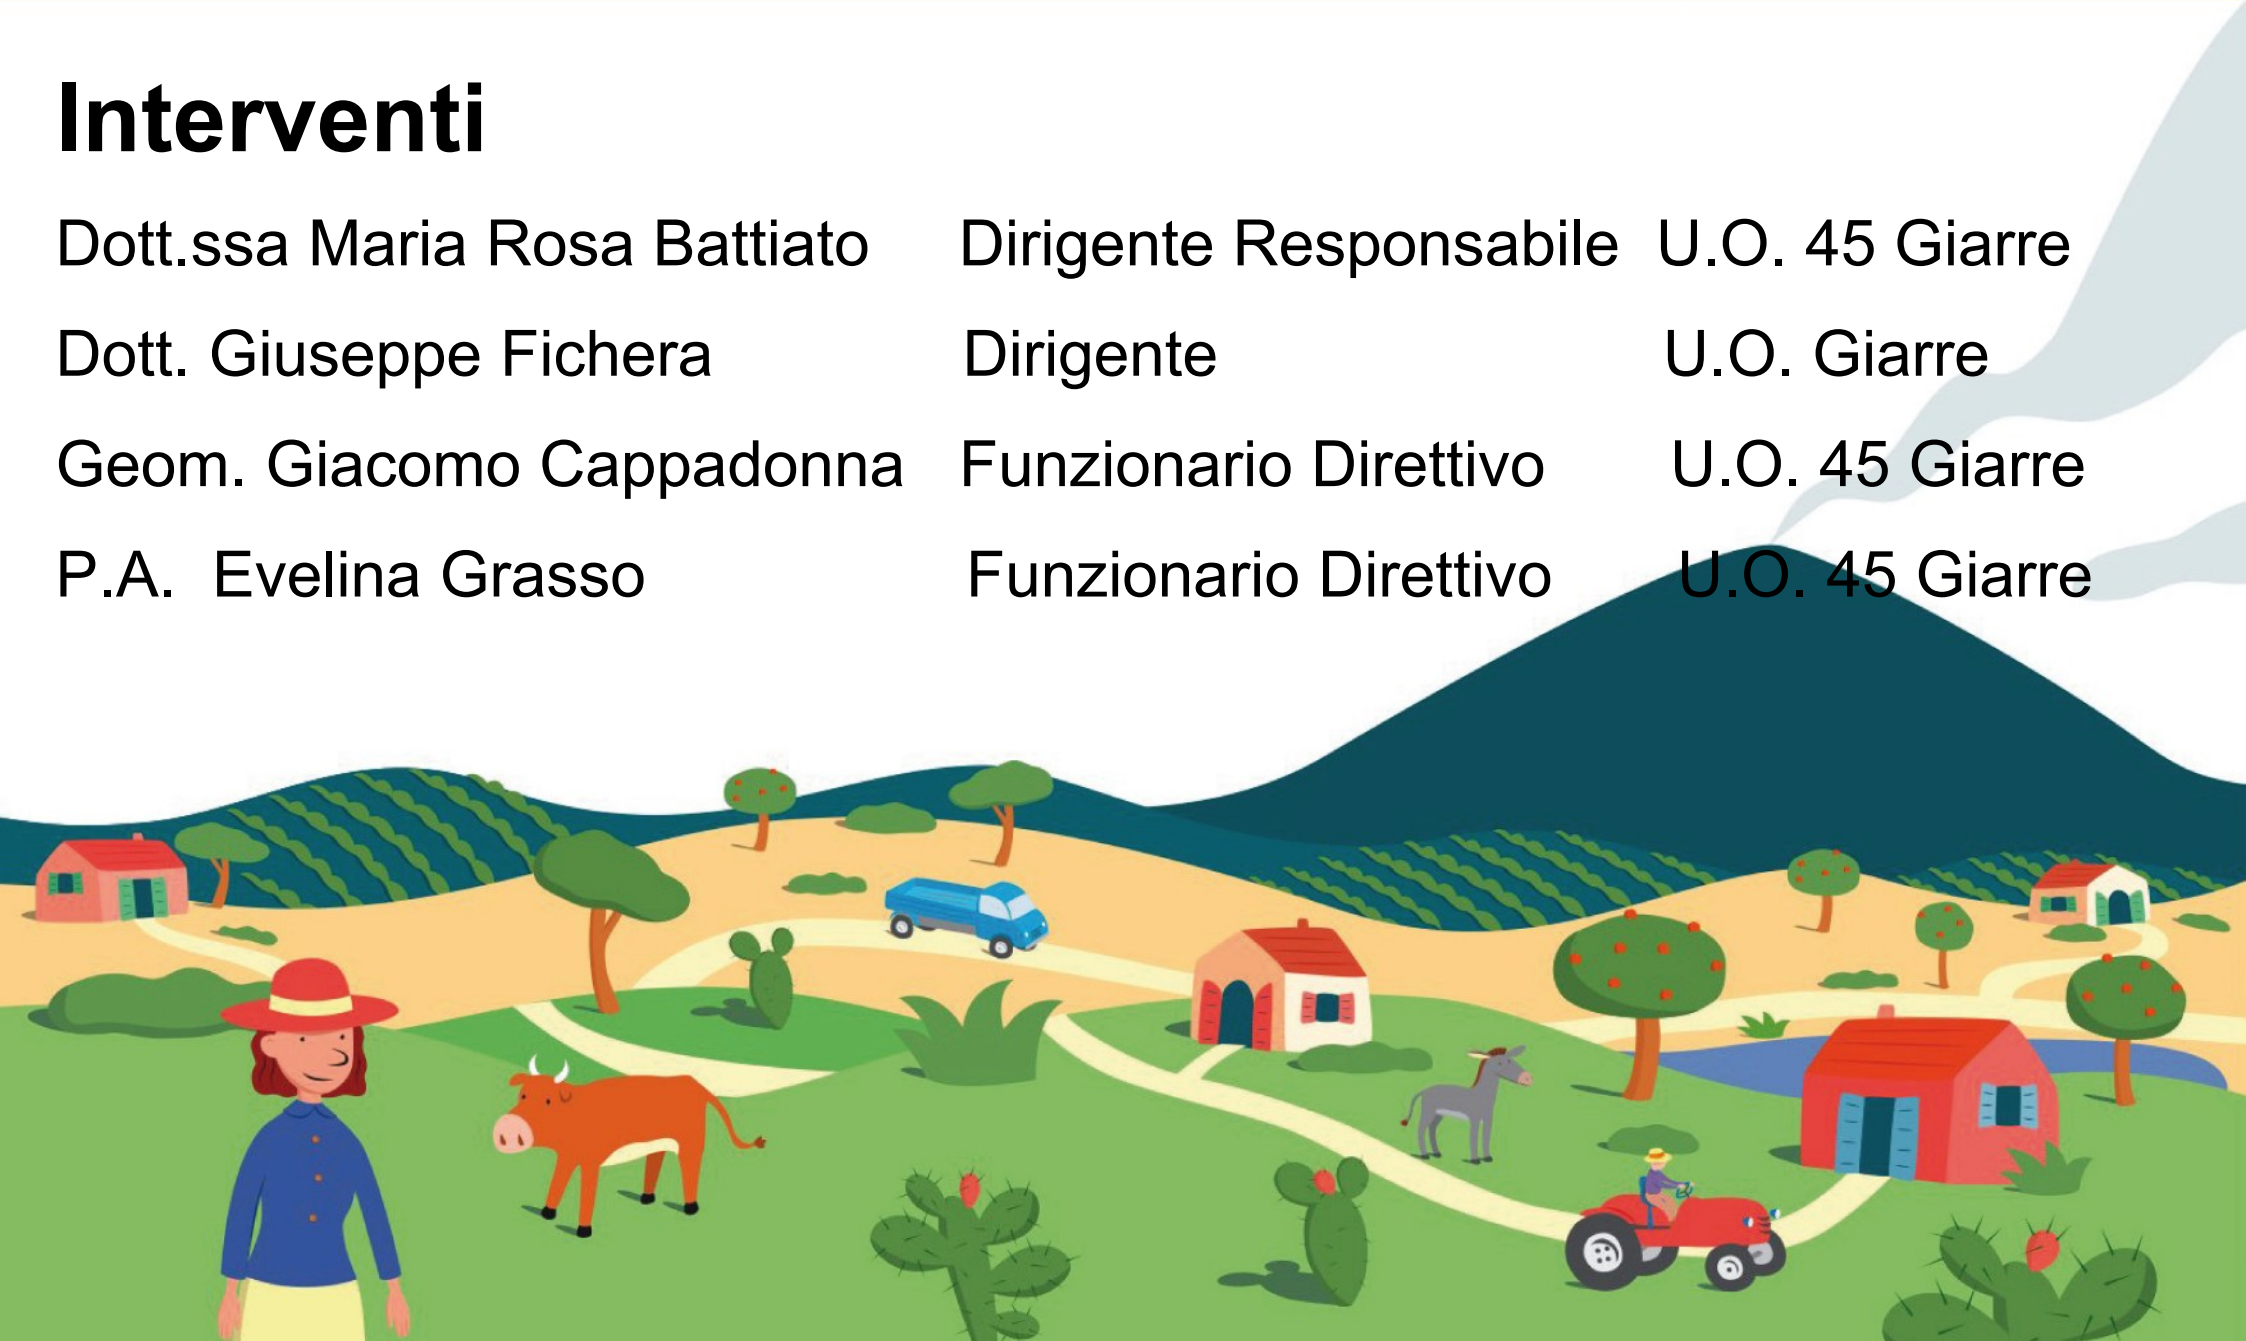 Interventi
Dott.ssa Maria Rosa Battiato Dirigente Responsabile U.O. 45 Giarre
Dott. Giuseppe Fichera Dirigente U.O. Giarre
Geom. Giacomo Cappadonna Funzionario Direttivo U.O. 45 Giarre
P.A. Evelina Grasso Funzionario Direttivo U.O. 45 Giarre